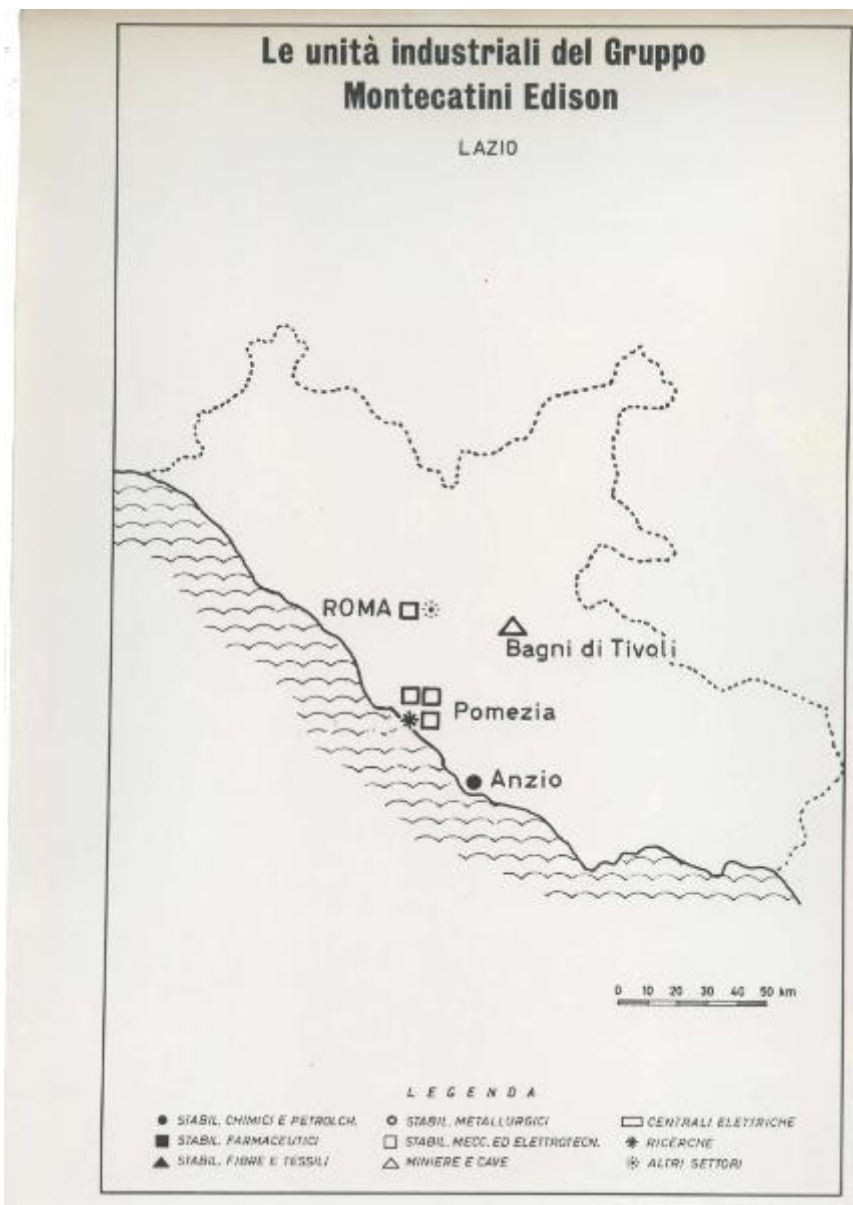 Le unità industriali del Gruppo
Montecatini Edison
LAZIO
ROMA
Bagni di Tivoli
Pomezia
Anzio
0 10 20 30 40 50 km
LEGENDA
STABIL. CHIMICI E PETROLCH.
STABIL. FARMACEUTICI
STABIL. FIBRE E TESSILI
STABIL. METALLURGICI
STABIL. MECC. ED ELETTROTECN.
MINIERE E CAVE
CENTRALI ELETTRICHE
RICERCHE
ALTRI SETTORI